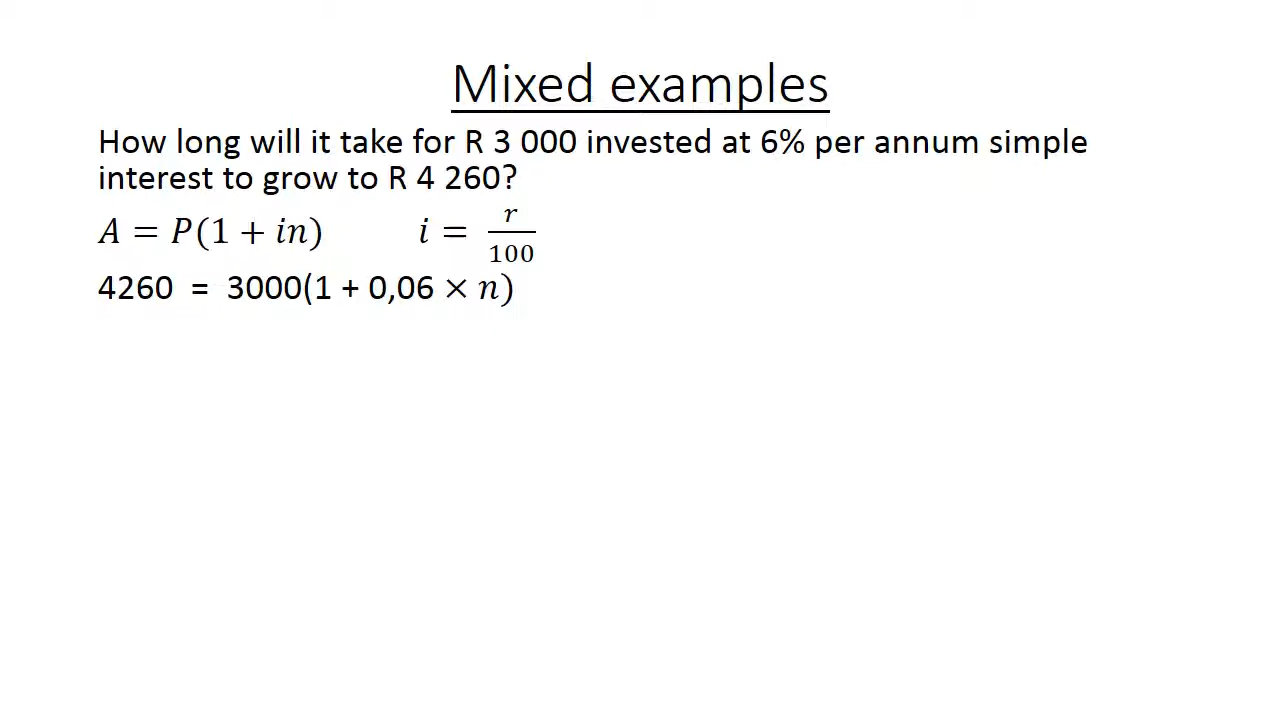 Mixed examples
How long will it take for R 3 000 invested at 6% per annum simple
interest to grow to R 4 260?
A = P(1 + in)   i = r/100
4260 = 3000(1 + 0,06 × n)